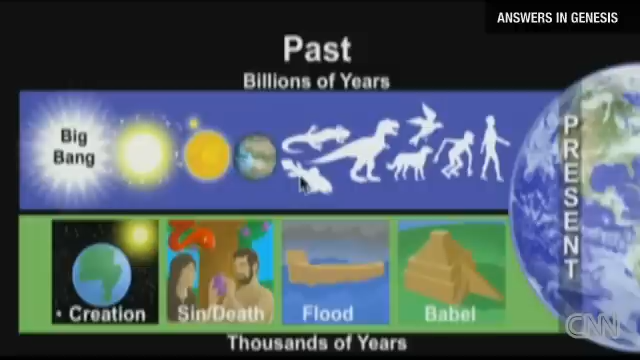 ANSWERS IN GENESIS
Past
Billions of Years
Big
Bang
PRESENT
• Creation
Sin/Death
Flood
Babel
Thousands of Years
CNN